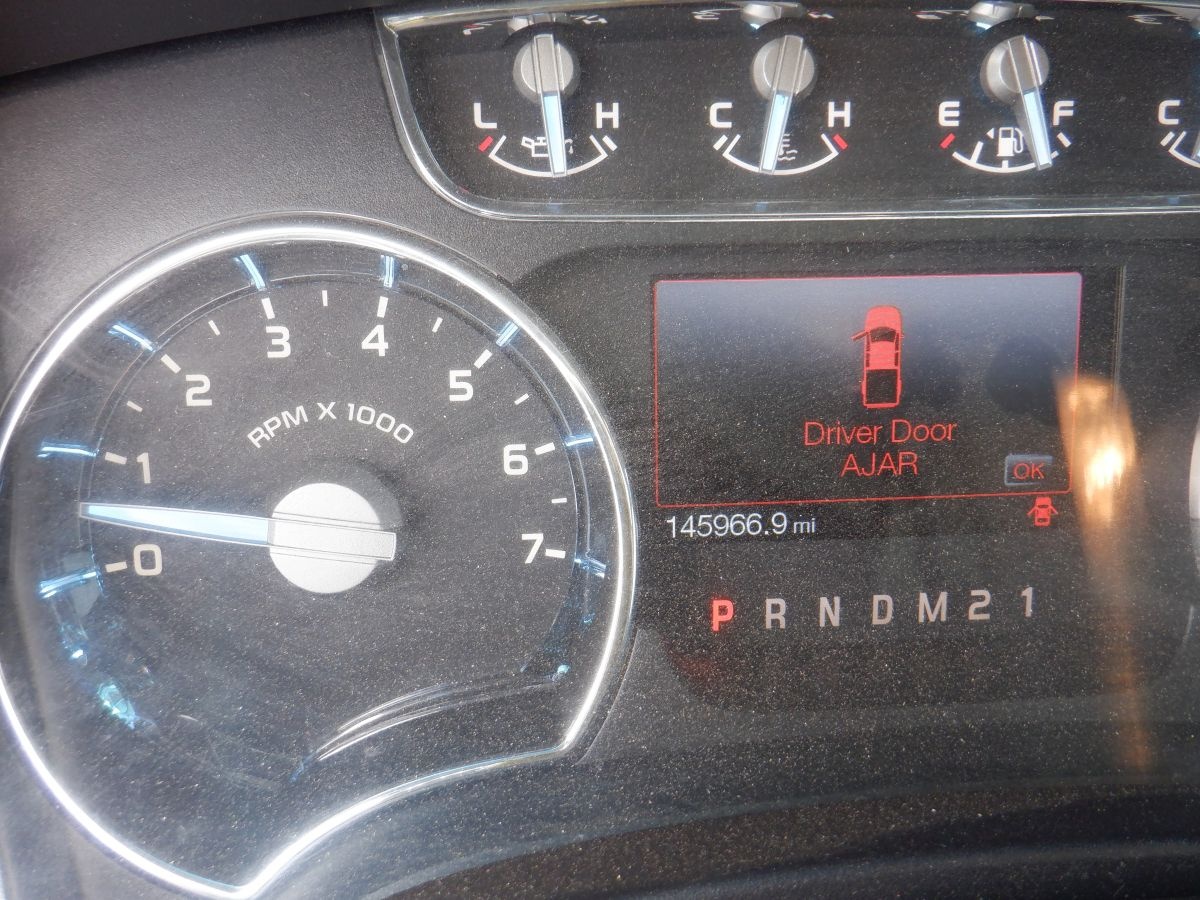 L H C H E F C
3 4
2 5
RPM X 1000
1 6
0 7
Driver Door
AJAR
OK
145966.9 mi
P R N D M 2 1